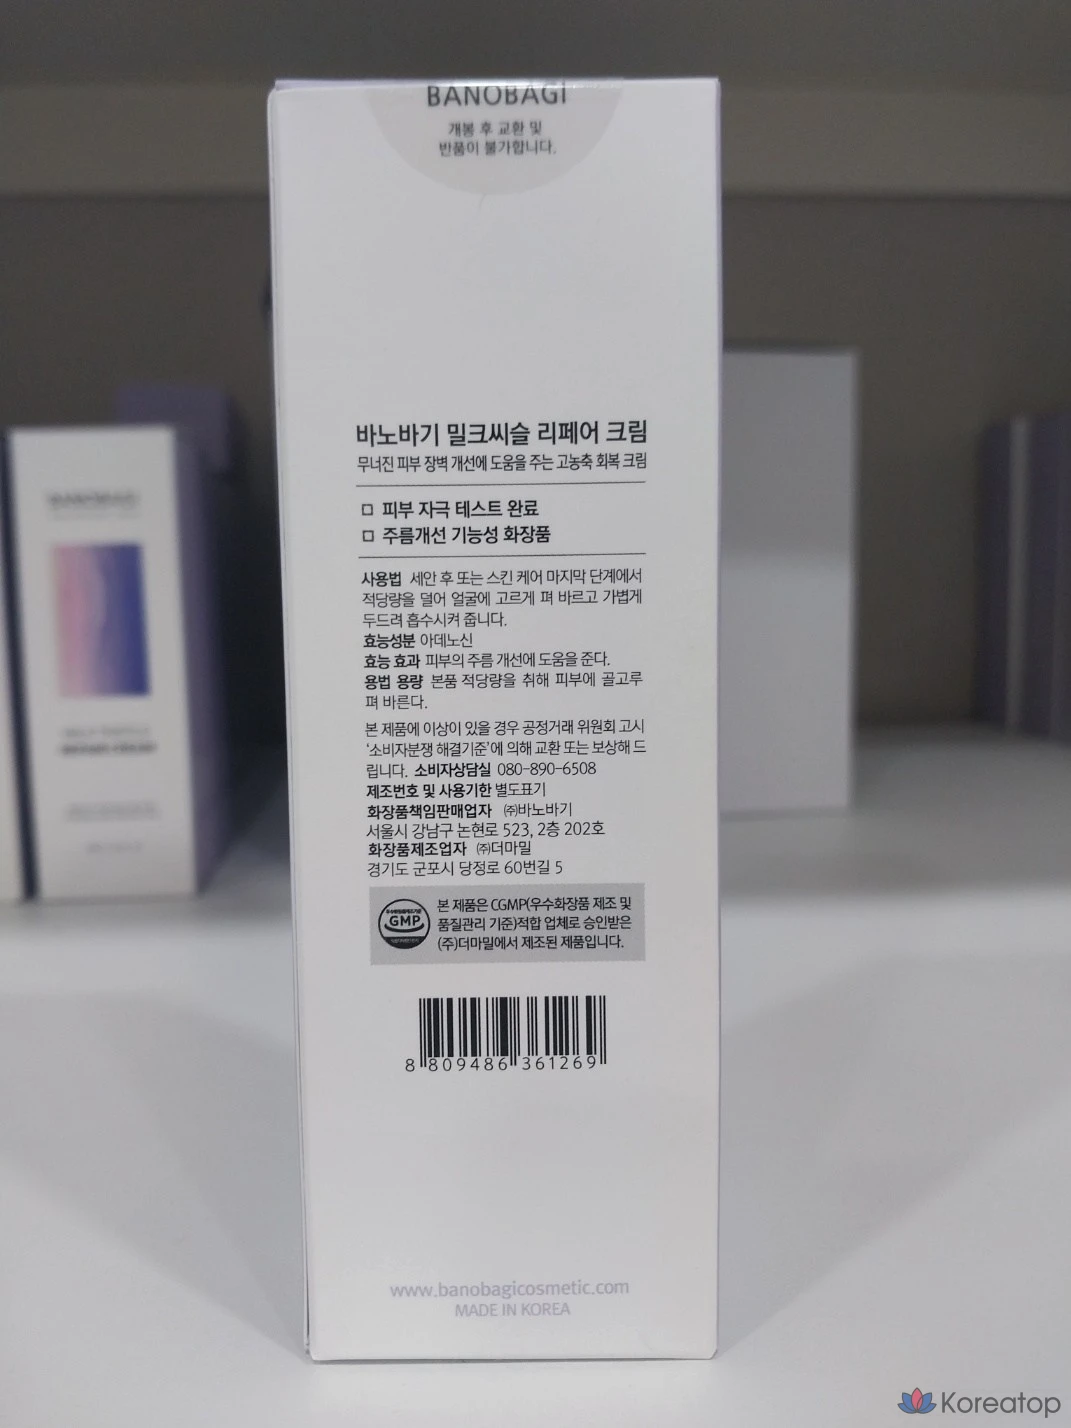 BANOBAGI
개봉 후 교환 및
반품이 불가합니다.
바노바기 밀크씨슬 리페어 크림
무너진 피부 장벽 개선에 도움을 주는 고농축 회복 크림
피부 자극 테스트 완료
주름개선 기능성 화장품
사용법 세안 후 또는 스킨 케어 마지막 단계에서
적당량을 덜어 얼굴에 고르게 펴 바르고 가볍게
두드려 흡수시켜 줍니다.
효능성분 아데노신
효능 효과 피부의 주름 개선에 도움을 준다.
용법 용량 본품 적당량을 취해 피부에 골고루
펴 바른다.
본 제품에 이상이 있을 경우 공정거래 위원회 고시
‘소비자분쟁 해결기준’에 의해 교환 또는 보상해 드
립니다. 소비자상담실 080-890-6508
제조번호 및 사용기한 별도표기
화장품책임판매업자 ㈜바노바기
서울시 강남구 논현로 523, 2층 202호
화장품제조업자 ㈜더마밀
경기도 군포시 당정로 60번길 5
GMP
본 제품은 CGMP(우수화장품 제조 및
품질관리 기준)적합 업체로 승인받은
(주)더마밀에서 제조된 제품입니다.
8 809486 361269
www.banobagicosmetic.com
MADE IN KOREA
BANOBAGI
REPAIR CREAM
Koreatop